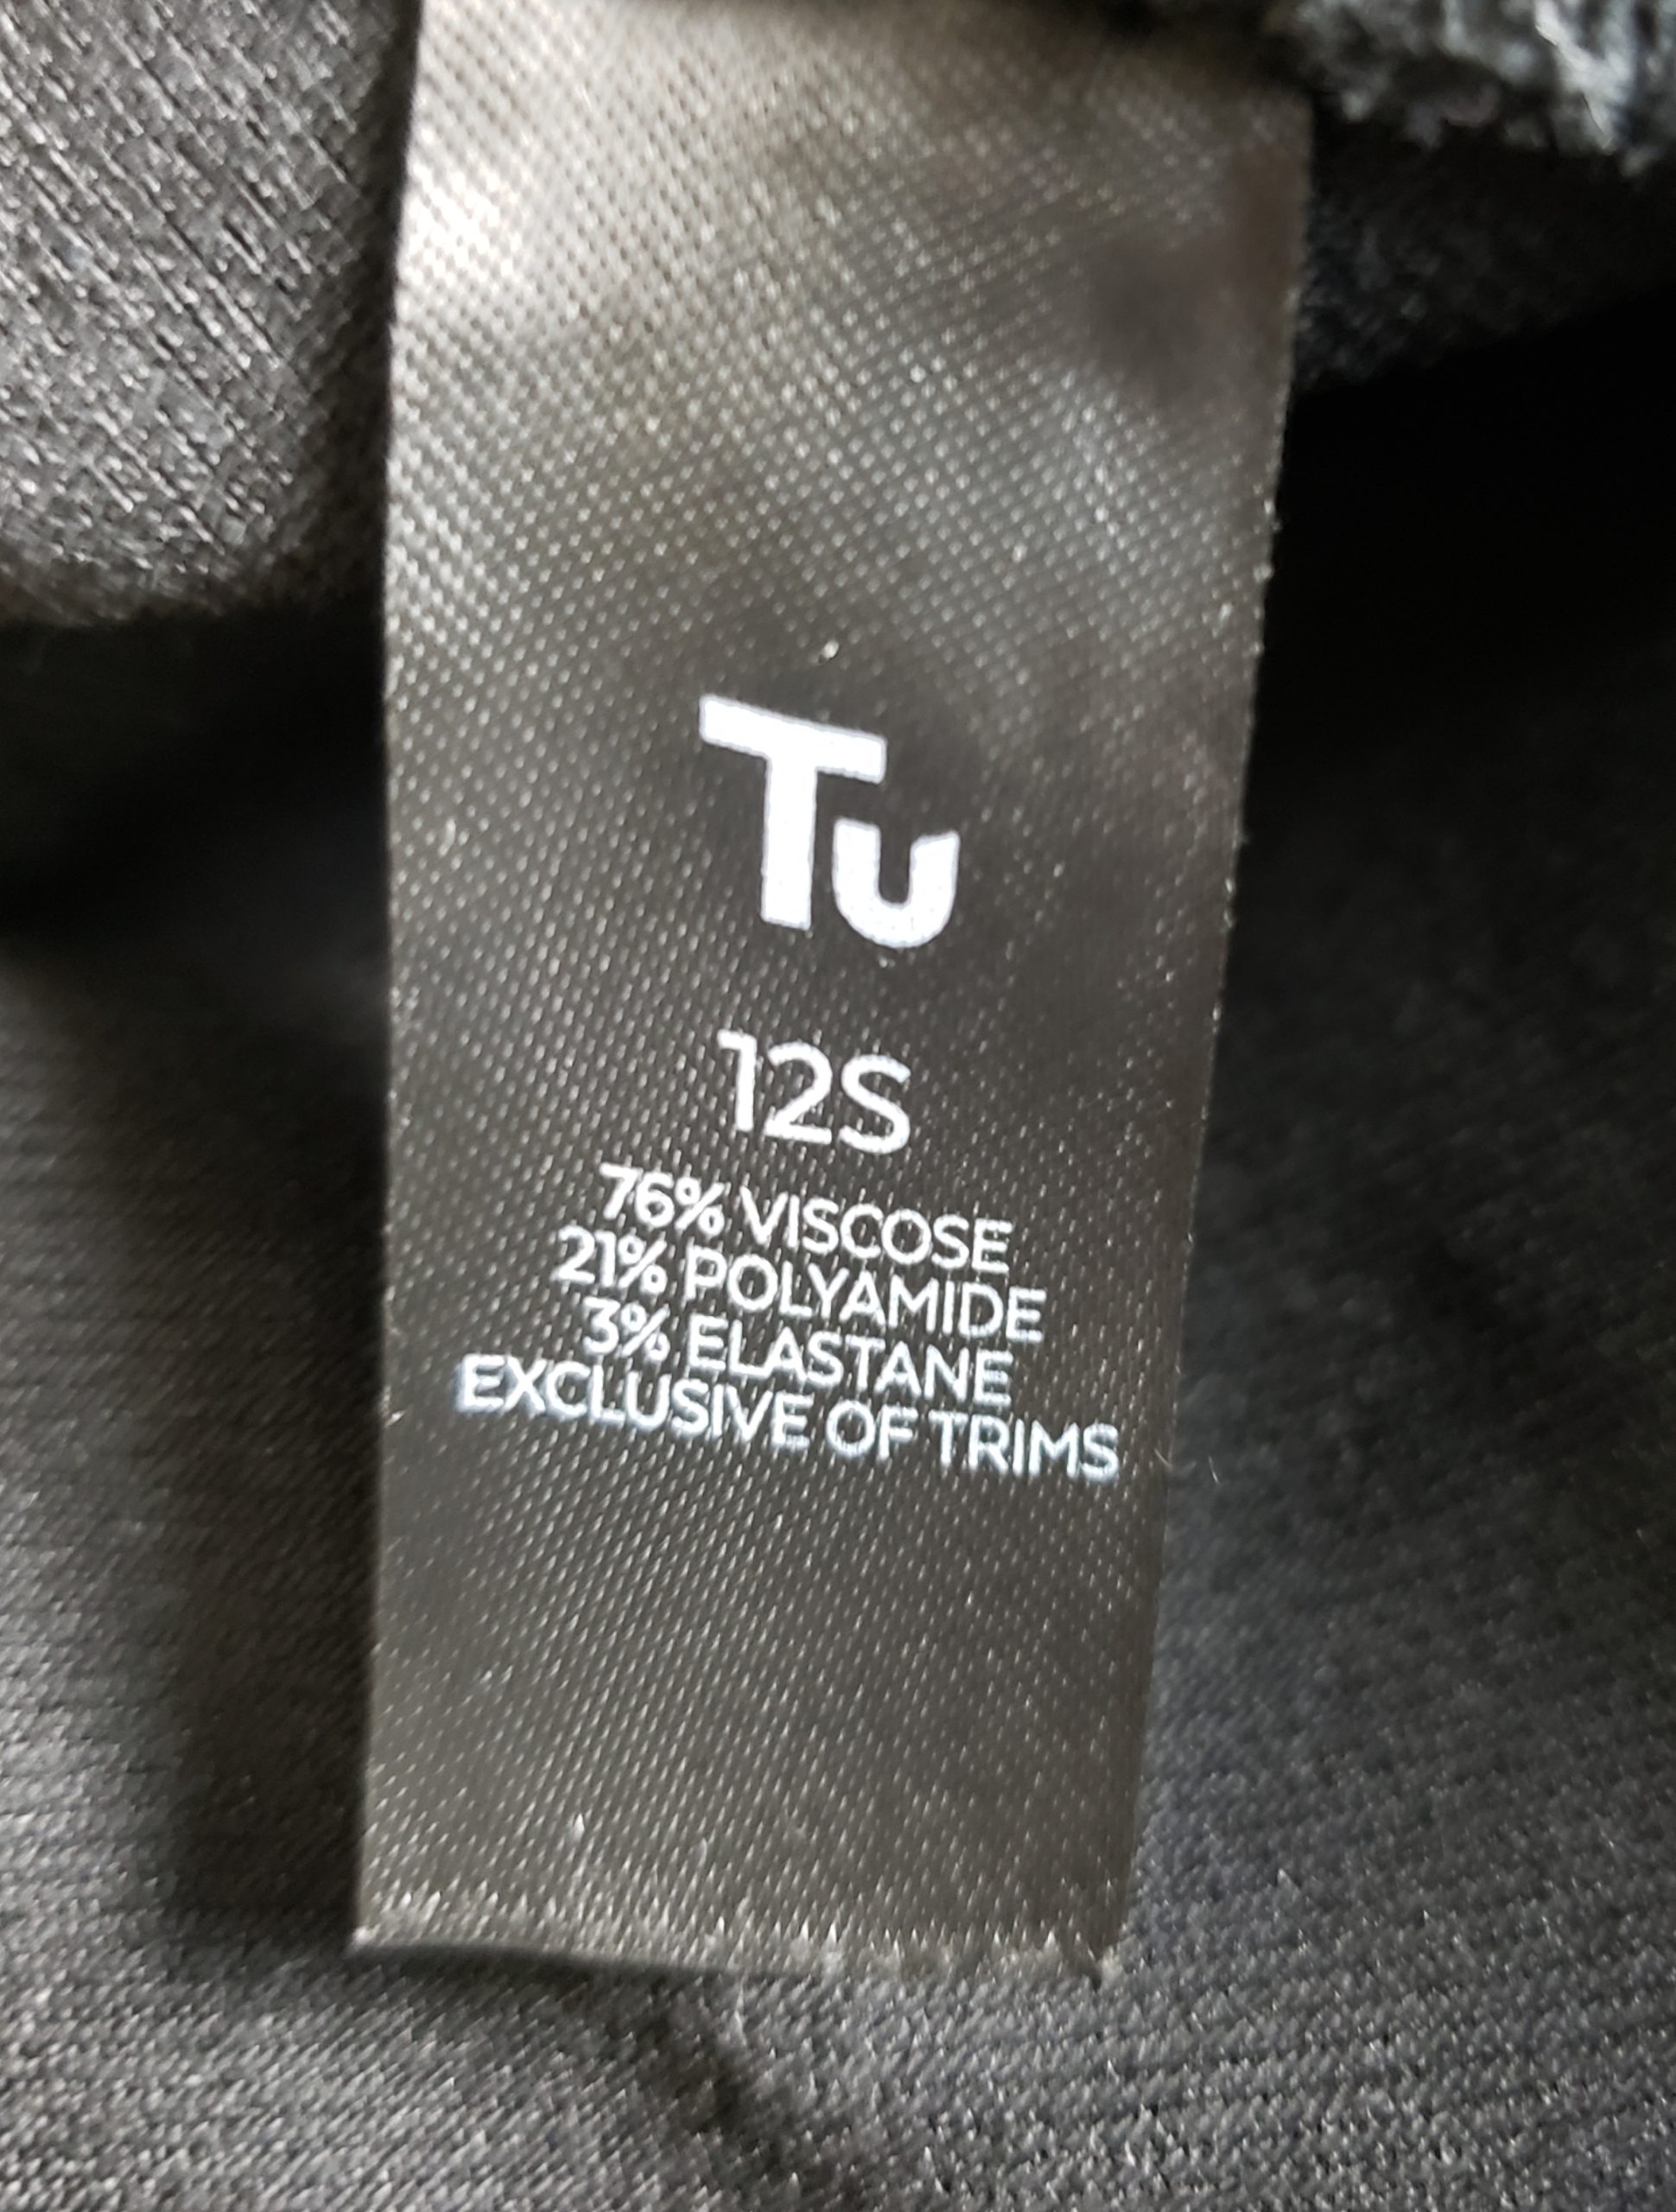 Tu
12S
76% VISCOSE
21% POLYAMIDE
3% ELASTANE
EXCLUSIVE OF TRIMS